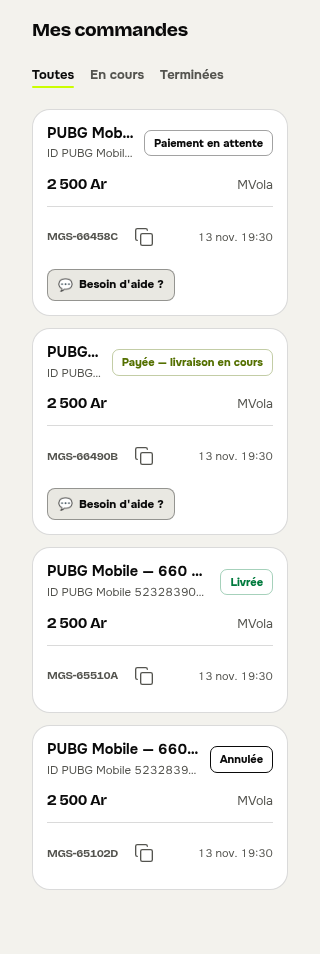 Mes commandes
Toutes En cours Terminées
PUBG Mob... Paiement en attente
ID PUBG Mobil...
2 500 Ar MVola
MGS-66458C 13 nov. 19:30
💬 Besoin d'aide ?
PUBG... Payée — livraison en cours
ID PUBG...
2 500 Ar MVola
MGS-66490B 13 nov. 19:30
💬 Besoin d'aide ?
PUBG Mobile — 660 ... Livrée
ID PUBG Mobile 52328390...
2 500 Ar MVola
MGS-65510A 13 nov. 19:30
PUBG Mobile — 660... Annulée
ID PUBG Mobile 5232839...
2 500 Ar MVola
MGS-65102D 13 nov. 19:30